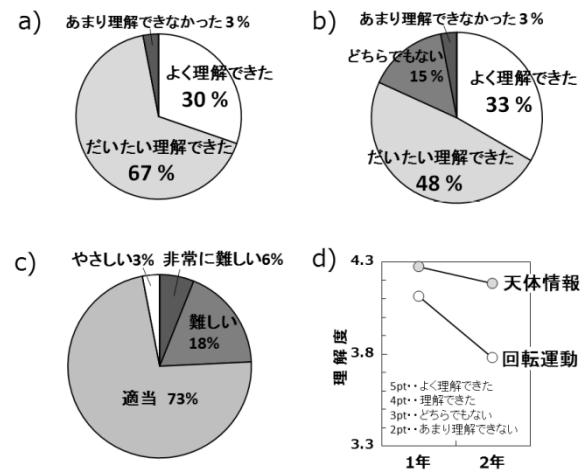 a)
あまり理解できなかった 3 %
よく理解できた
30 %
だいたい理解できた
67 %
b)
あまり理解できなかった 3%
どちらでもない
15 %
よく理解できた
33 %
だいたい理解できた
48 %
c)
やさしい3%
非常に難しい6%
難しい
18%
適当 73%
d)
4.3
3.8
3.3
理解度
天体情報
回転運動
5pt・・よく理解できた
4pt・・理解できた
3pt・・どちらでもない
2pt・・あまり理解できない
1年
2年